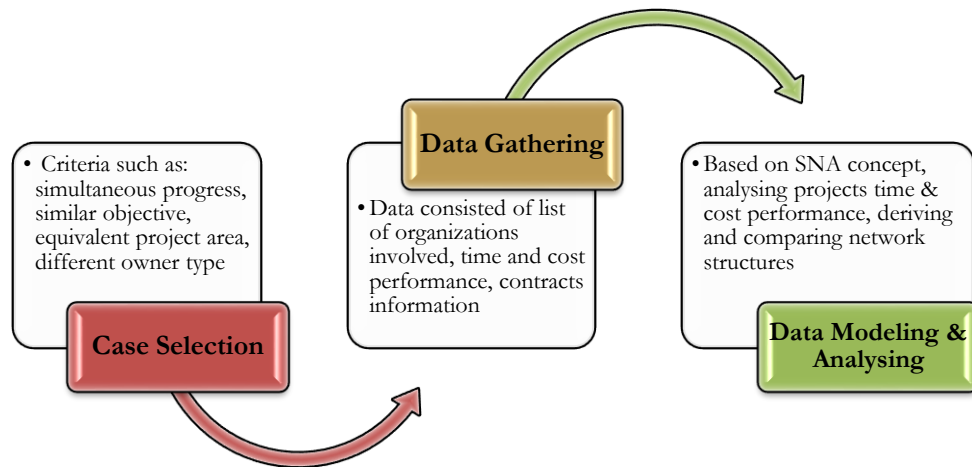 • Criteria such as:
simultaneous progress,
similar objective,
equivalent project area,
different owner type
Case Selection
Data Gathering
• Data consisted of list
of organizations
involved, time and cost
performance, contracts
information
• Based on SNA concept,
analysing projects time &
cost performance, deriving
and comparing network
structures
Data Modeling &
Analysing